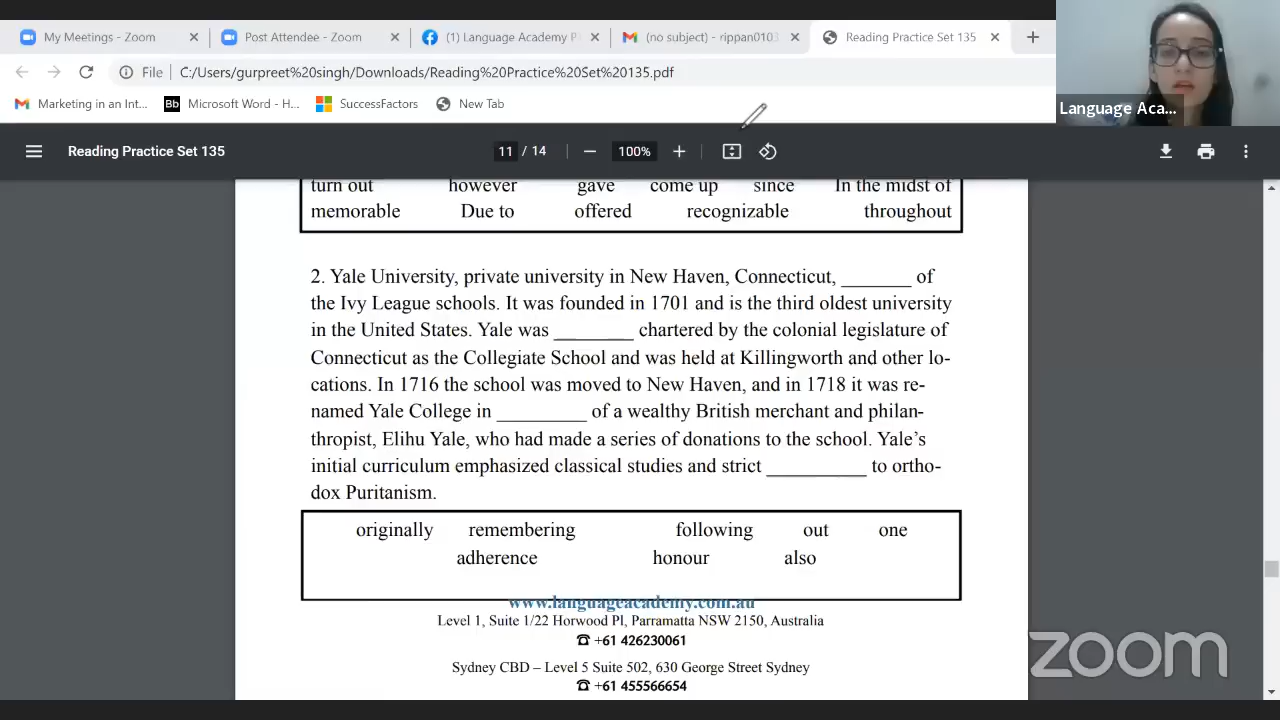 My Meetings - Zoom
Post Attendee - Zoom
(1) Language Academy P
(no subject) - rippan0103
Reading Practice Set 135
File C:/Users/gurpreet%20singh/Downloads/Reading%20Practice%20Set%20135.pdf
Marketing in an Int...
Bb Microsoft Word - H...
SuccessFactors
New Tab
Language Aca...
Reading Practice Set 135
11 / 14
100%
turn out however gave come up since In the midst of
memorable Due to offered recognizable throughout
2. Yale University, private university in New Haven, Connecticut, _______ of
the Ivy League schools. It was founded in 1701 and is the third oldest university
in the United States. Yale was ________ chartered by the colonial legislature of
Connecticut as the Collegiate School and was held at Killingworth and other lo-
cations. In 1716 the school was moved to New Haven, and in 1718 it was re-
named Yale College in _________ of a wealthy British merchant and philan-
thropist, Elihu Yale, who had made a series of donations to the school. Yale’s
initial curriculum emphasized classical studies and strict __________ to ortho-
dox Puritanism.
originally remembering following out one
adherence honour also
www.languageacademy.com.au
Level 1, Suite 1/22 Horwood Pl, Parramatta NSW 2150, Australia
☎ +61 426230061
Sydney CBD – Level 5 Suite 502, 630 George Street Sydney
☎ +61 455566654
zoom